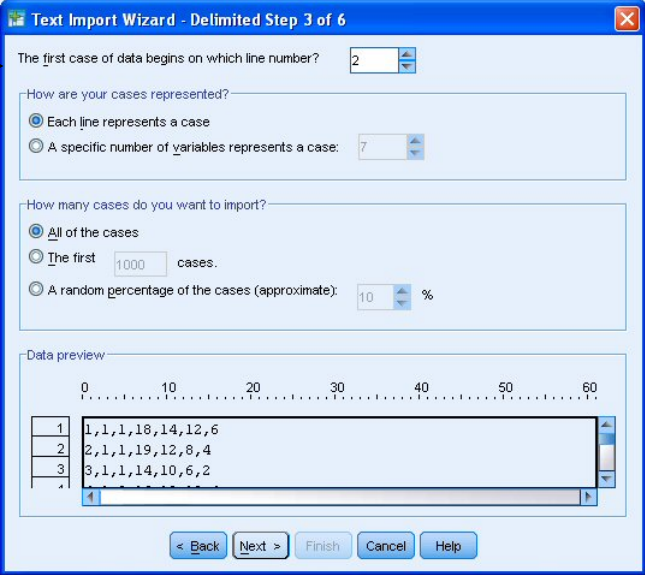 Text Import Wizard - Delimited Step 3 of 6
The first case of data begins on which line number? 2
How are your cases represented?
Each line represents a case
A specific number of variables represents a case: 7
How many cases do you want to import?
All of the cases
The first 1000 cases.
A random percentage of the cases (approximate): 10 %
Data preview
0 10 20 30 40 50 60
1 1,1,1,18,14,12,6
2 2,1,1,19,12,8,4
3 3,1,1,14,10,6,2
< Back Next > Finish Cancel Help